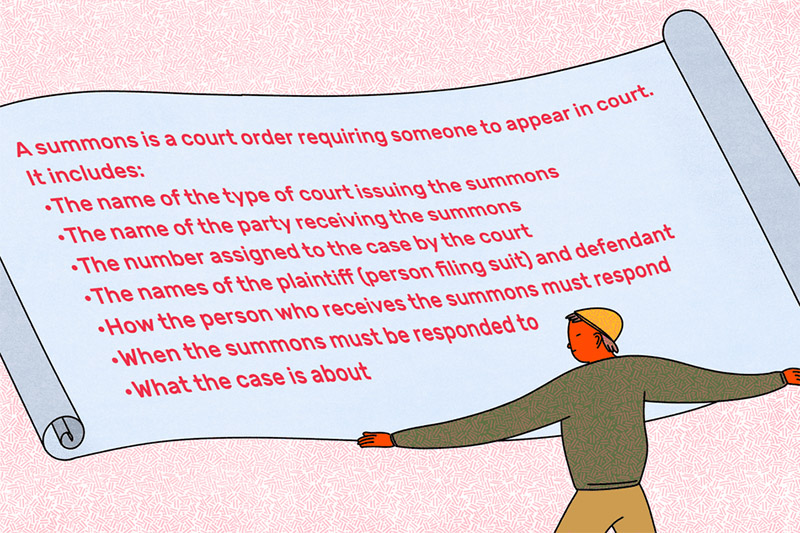 A summons is a court order requiring someone to appear in court.
It includes:
•The name of the type of court issuing the summons
•The name of the party receiving the summons
•The number assigned to the case by the court
•The names of the plaintiff (person filing suit) and defendant
•How the person who receives the summons must respond
•When the summons must be responded to
•What the case is about